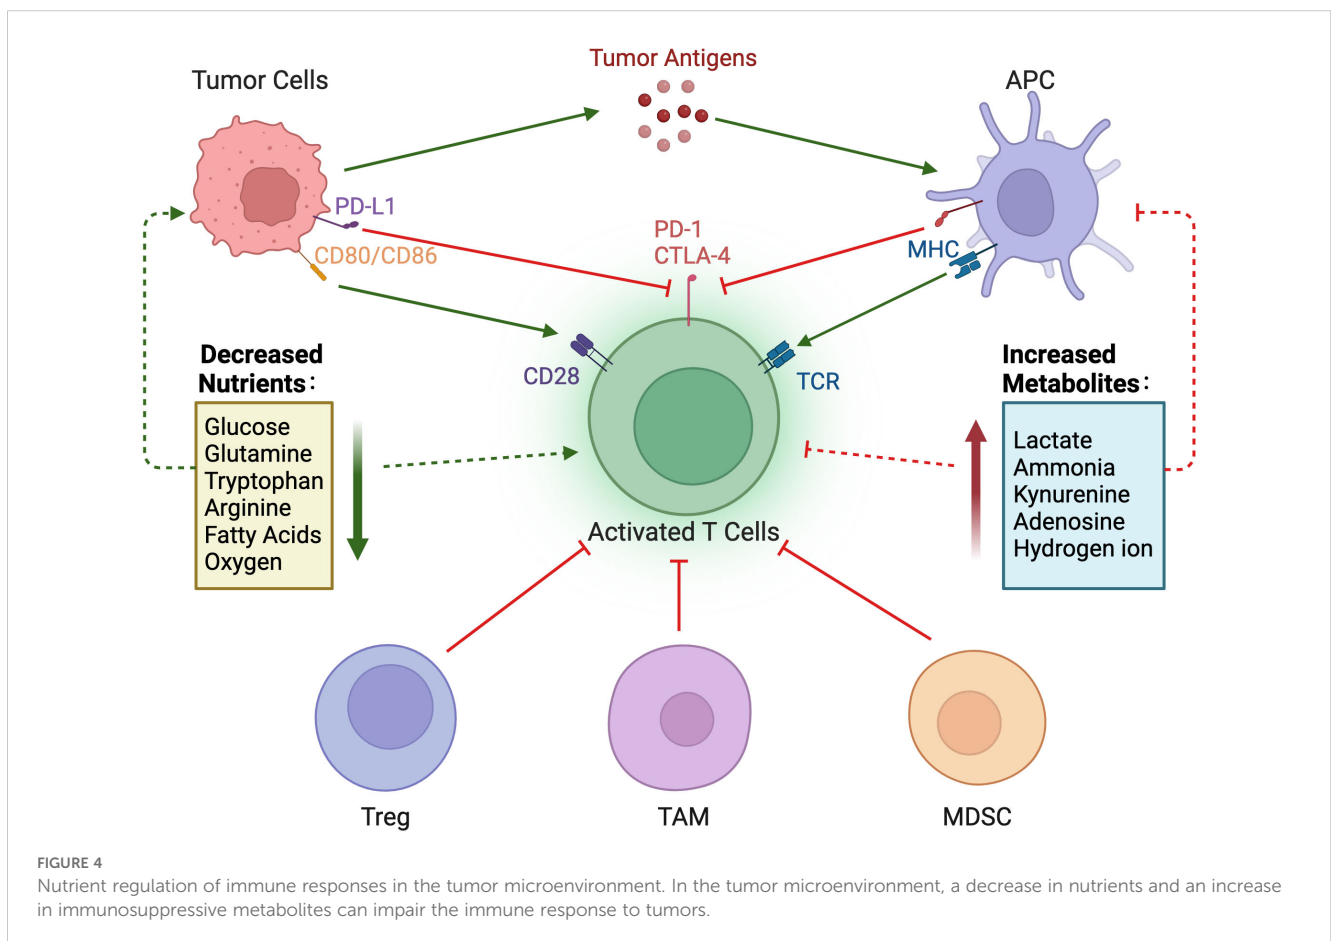 Tumor Antigens
Tumor Cells
APC
PD-L1
CD80/CD86
PD-1
CTLA-4
MHC
CD28
TCR
Decreased
Nutrients:
Glucose
Glutamine
Tryptophan
Arginine
Fatty Acids
Oxygen
Increased
Metabolites:
Lactate
Ammonia
Kynurenine
Adenosine
Hydrogen ion
Activated T Cells
Treg
TAM
MDSC
FIGURE 4
Nutrient regulation of immune responses in the tumor microenvironment. In the tumor microenvironment, a decrease in nutrients and an increase
in immunosuppressive metabolites can impair the immune response to tumors.